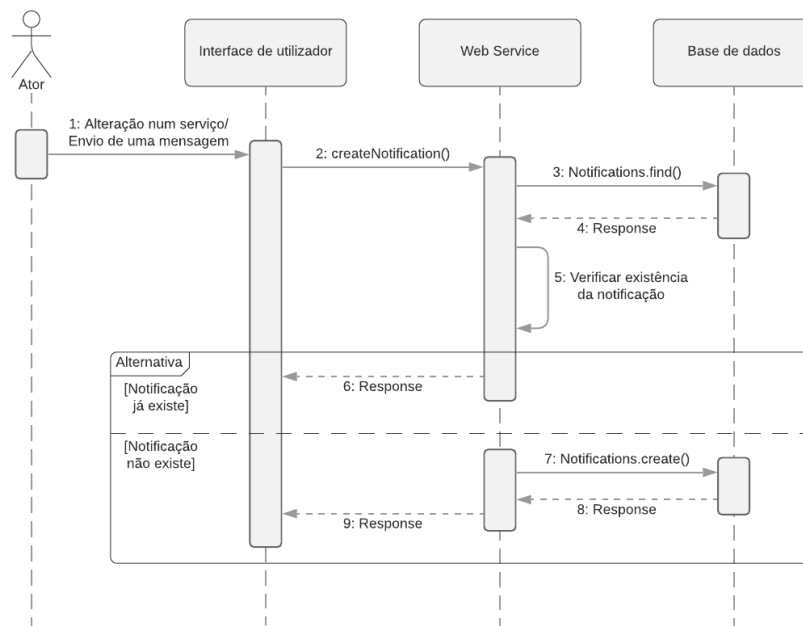 Interface de utilizador
Web Service
Base de dados
Ator
1: Alteração num serviço/
Envio de uma mensagem
2: createNotification()
3: Notifications.find()
4: Response
5: Verificar existência
da notificação
Alternativa
[Notificação
já existe]
6: Response
[Notificação
não existe]
7: Notifications.create()
8: Response
9: Response